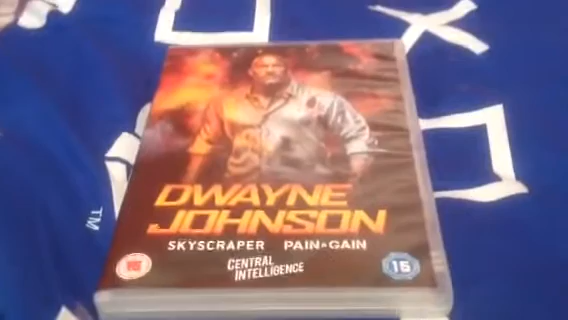 DWAYNE
JOHNSON
SKYSCRAPER PAIN & GAIN
CENTRAL
INTELLIGENCE
15
15
TM